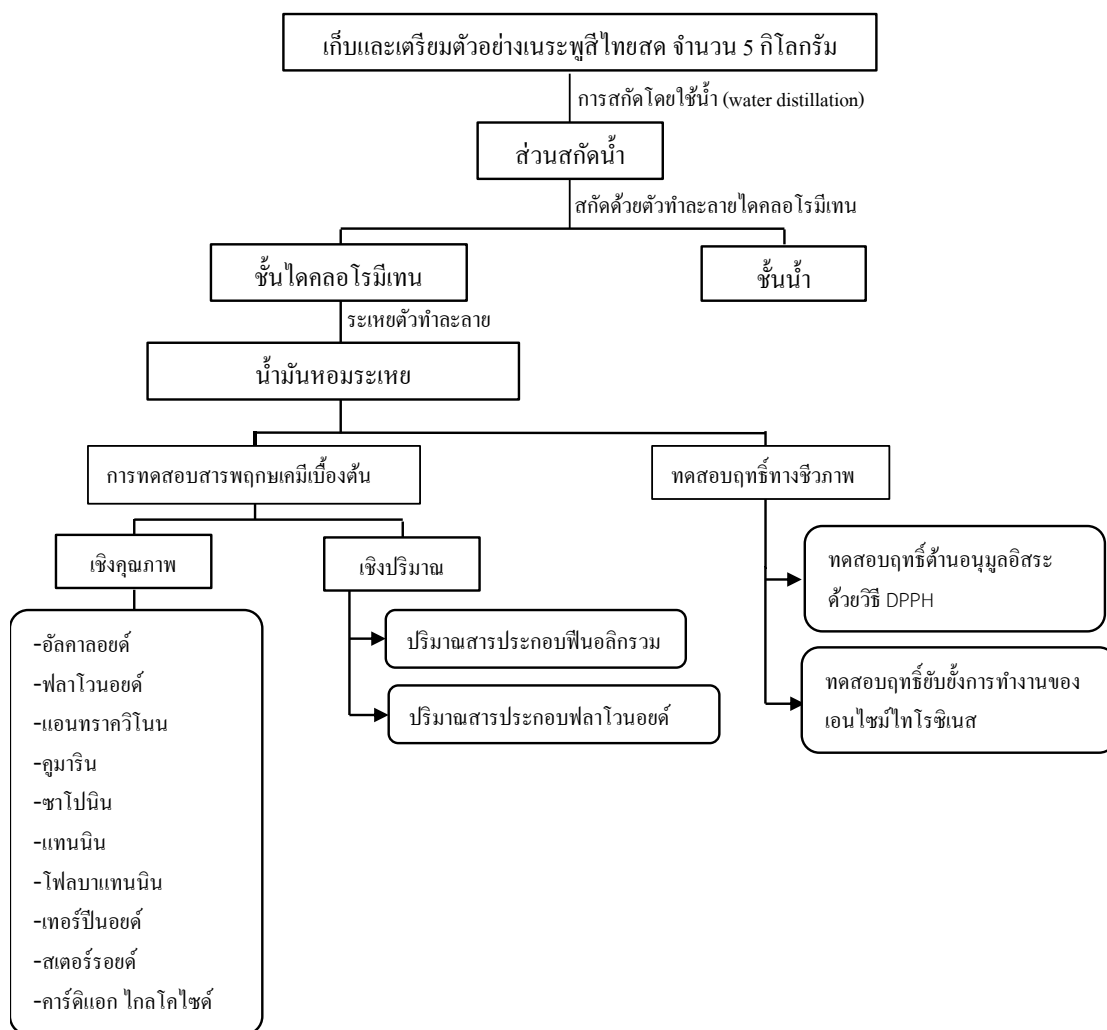 เก็บและเตรียมตัวอย่างเนระพูสีไทยสด จำนวน 5 กิโลกรัม
การสกัดโดยใช้น้ำ (water distillation)
ส่วนสกัดน้ำ
สกัดด้วยตัวทำละลายไดคลอโรมีเทน
ชั้นไดคลอโรมีเทน
ชั้นน้ำ
ระเหยตัวทำละลาย
น้ำมันหอมระเหย
การทดสอบสารพฤกษเคมีเบื้องต้น
ทดสอบฤทธิ์ทางชีวภาพ
เชิงคุณภาพ
เชิงปริมาณ
-อัลคาลอยด์
-ฟลาโวนอยด์
-แอนทราควิโนน
-คูมาริน
-ซาโปนิน
-แทนนิน
-โฟลบาแทนนิน
-เทอร์ปีนอยด์
-สเตอร์รอยด์
-คาร์ดิแอก ไกลโคไซด์
ปริมาณสารประกอบฟีนอลิกรวม
ปริมาณสารประกอบฟลาโวนอยด์
ทดสอบฤทธิ์ต้านอนุมูลอิสระ
ด้วยวิธี DPPH
ทดสอบฤทธิ์ยับยั้งการทำงานของ
เอนไซม์ไทโรซิเนส